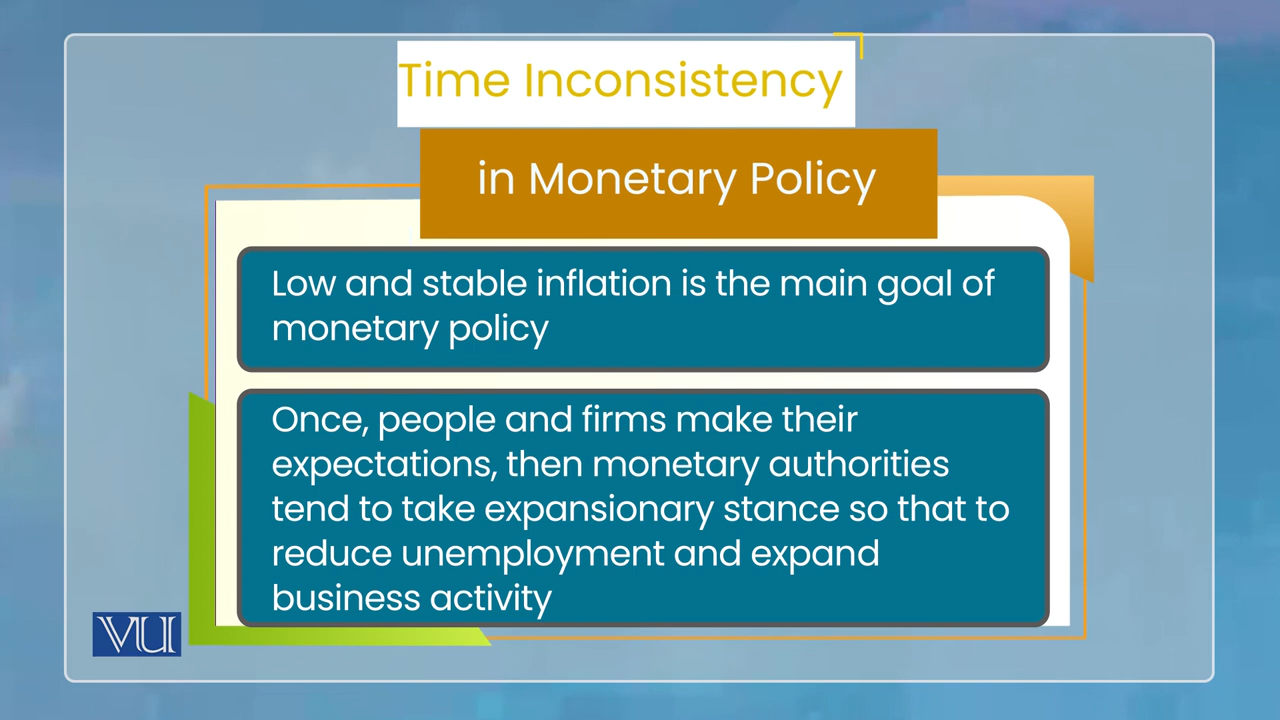 Time Inconsistency
in Monetary Policy
Low and stable inflation is the main goal of
monetary policy
Once, people and firms make their
expectations, then monetary authorities
tend to take expansionary stance so that to
reduce unemployment and expand
business activity
VU